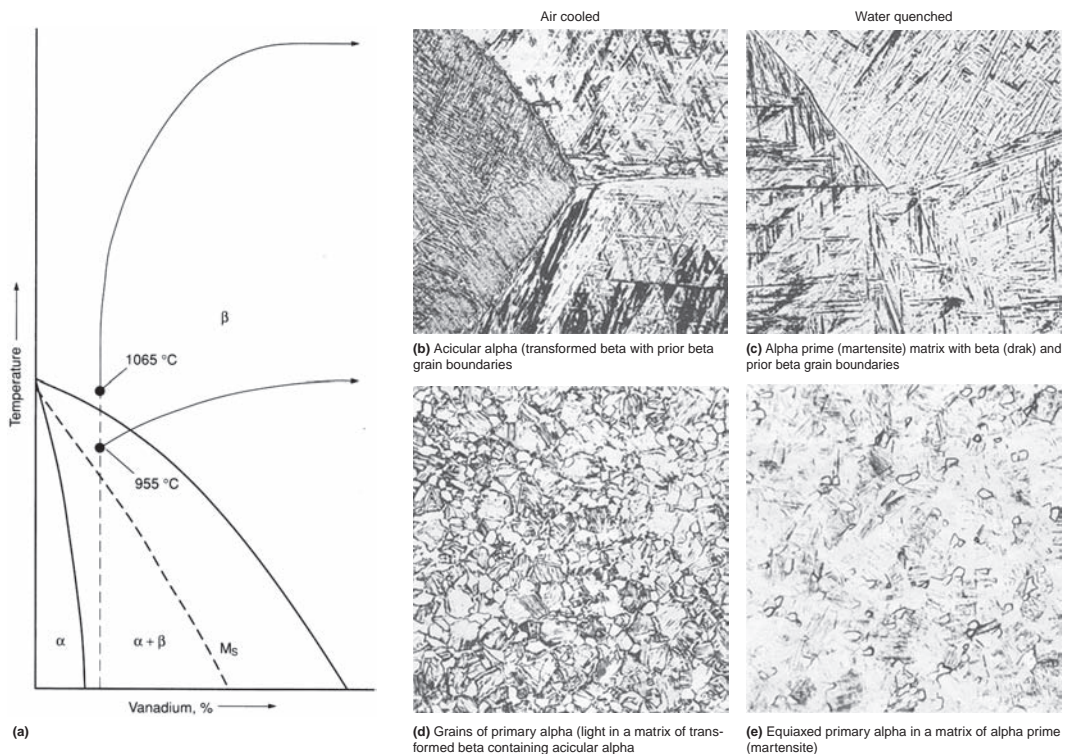 Air cooled
Water quenched
β
1065 °C
955 °C
α
α + β
Ms
Temperature
Vanadium, %
(a)
(b) Acicular alpha (transformed beta with prior beta
grain boundaries
(c) Alpha prime (martensite) matrix with beta (drak) and
prior beta grain boundaries
(d) Grains of primary alpha (light in a matrix of trans-
formed beta containing acicular alpha
(e) Equiaxed primary alpha in a matrix of alpha prime
(martensite)